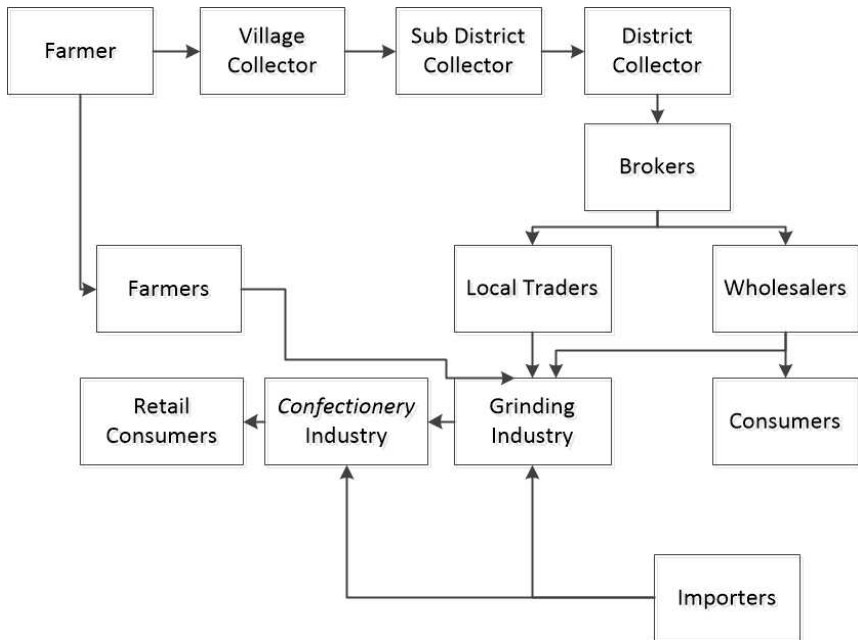 Farmer
Village
Collector
Sub District
Collector
District
Collector
Brokers
Farmers
Local Traders
Wholesalers
Retail
Consumers
Confectionery
Industry
Grinding
Industry
Consumers
Importers